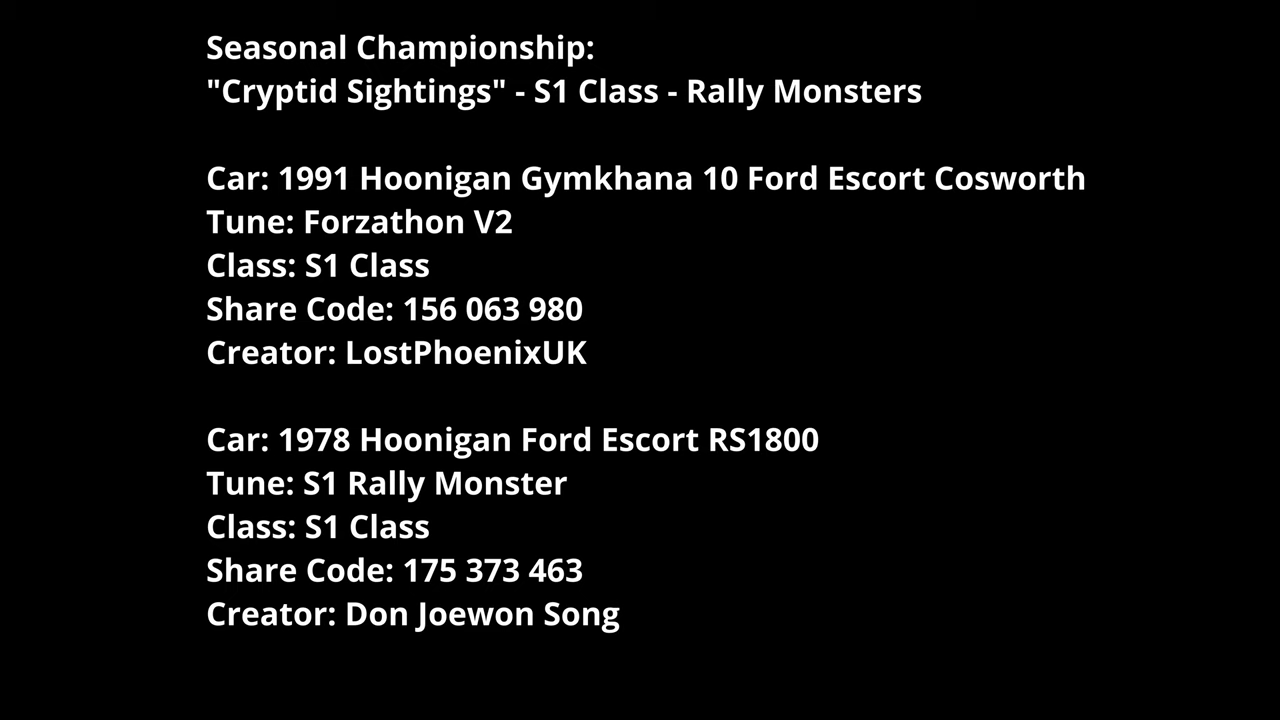 Seasonal Championship:
"Cryptid Sightings" - S1 Class - Rally Monsters
Car: 1991 Hoonigan Gymkhana 10 Ford Escort Cosworth
Tune: Forzathon V2
Class: S1 Class
Share Code: 156 063 980
Creator: LostPhoenixUK
Car: 1978 Hoonigan Ford Escort RS1800
Tune: S1 Rally Monster
Class: S1 Class
Share Code: 175 373 463
Creator: Don Joewon Song